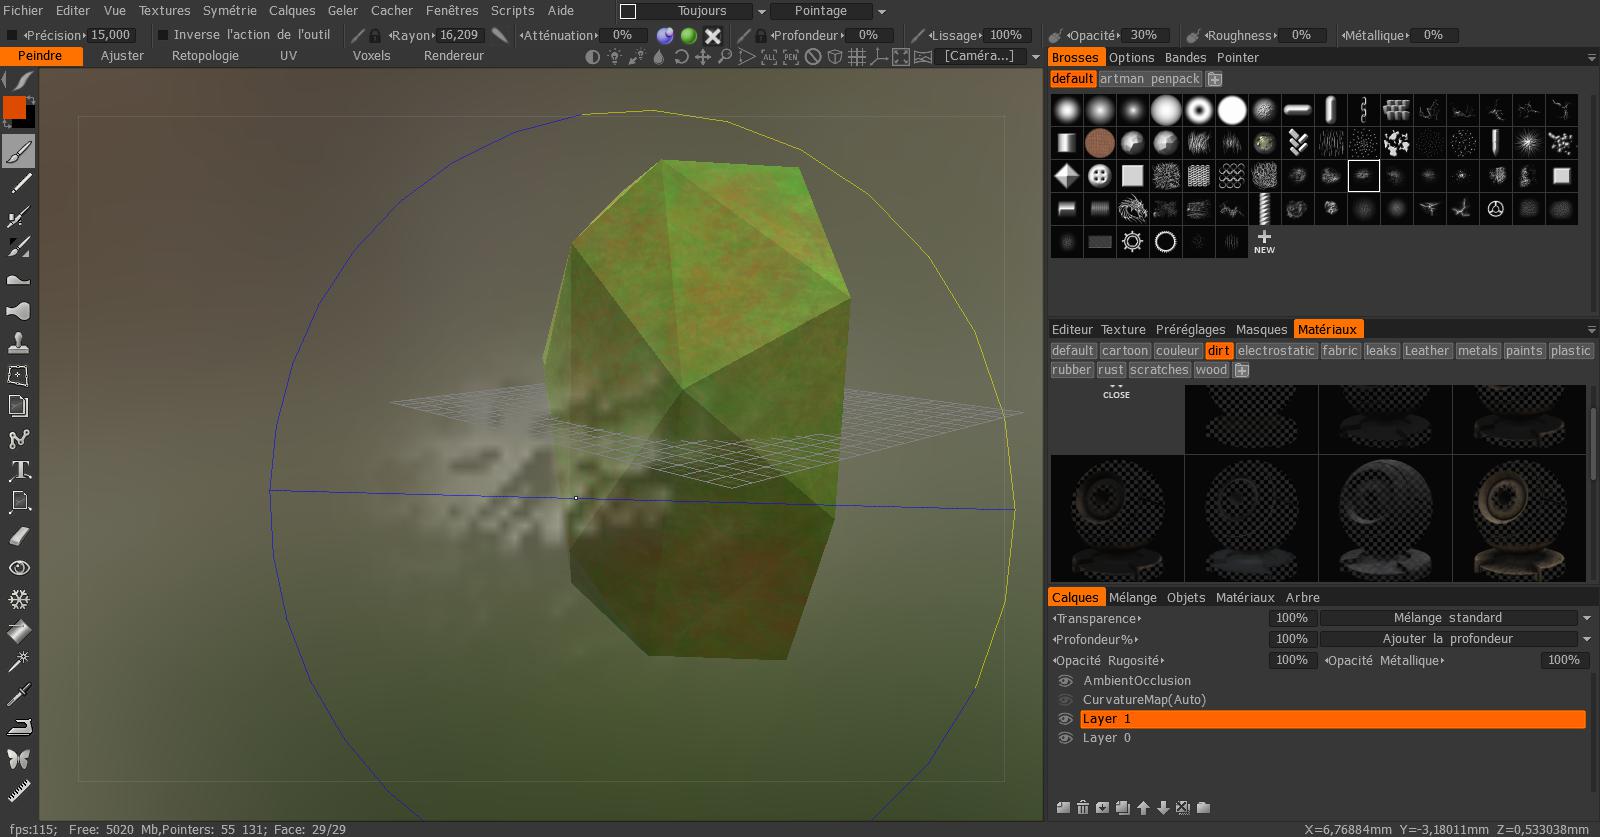 Fichier Editer Vue Textures Symétrie Calques Geler Cacher Fenêtres Scripts Aide Toujours Pointage
Précision 15,000 Inverse l'action de l'outil Rayon 16,209 Atténuation 0% Profondeur 0% Lissage 100% Opacité 30% Roughness 0% Métallique 0%
Peindre Ajuster Retopologie UV Voxels Rendereur ALL PEN [Caméra...]
Brosses Options Bandes Pointer
default artman penpack
NEW
Editeur Texture Préréglages Masques Matériaux
default cartoon couleur dirt electrostatic fabric leaks Leather metals paints plastic
rubber rust scratches wood
CLOSE
Calques Mélange Objets Matériaux Arbre
Transparence 100% Mélange standard
Profondeur% 100% Ajouter la profondeur
Opacité Rugosité 100% Opacité Métallique 100%
AmbientOcclusion
CurvatureMap(Auto)
Layer 1
Layer 0
fps:115; Free: 5020 Mb,Pointers: 55 131; Face: 29/29 X=6,76884mm Y=-3,18011mm Z=0,533038mm